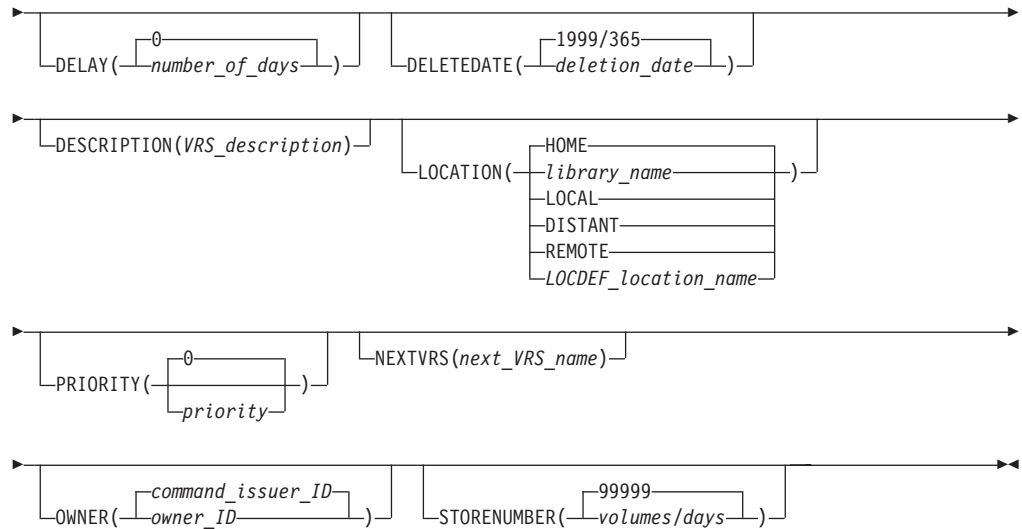 0
1999/365
DELAY( number_of_days ) DELETEDATE( deletion_date )
HOME
DESCRIPTION(VRS_description) LOCATION( library_name )
LOCAL
DISTANT
REMOTE
LOCDEF_location_name
0
NEXTVRS(next_VRS_name)
PRIORITY( )
priority
command_issuer_ID 99999
OWNER( owner_ID ) STORENUMBER( volumes/days )